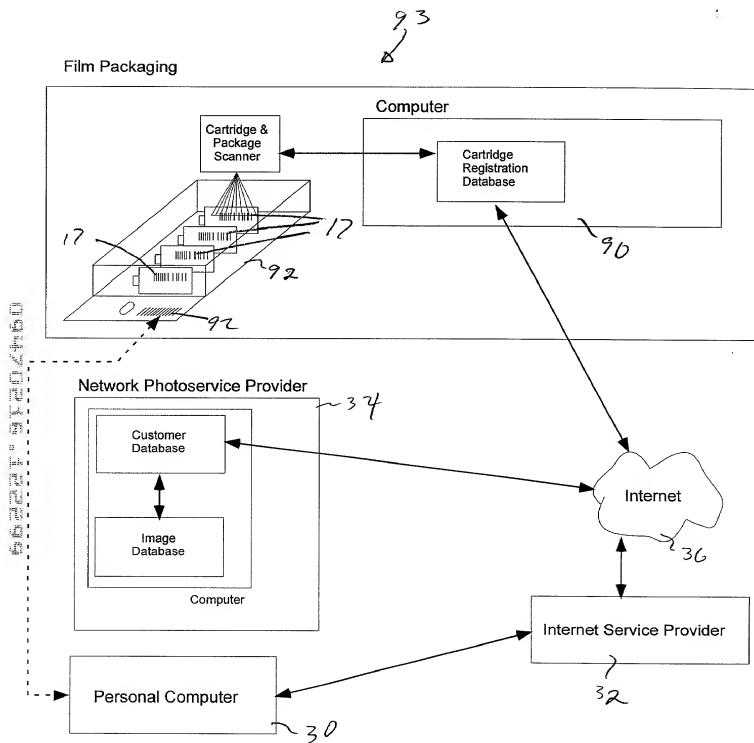 93
Film Packaging
Computer
Cartridge &
Package
Scanner
Cartridge
Registration
Database
17
17
90
92
92
Network Photoservice Provider
34
Customer
Database
Image
Database
Computer
Internet
36
Internet Service Provider
32
Personal Computer
30